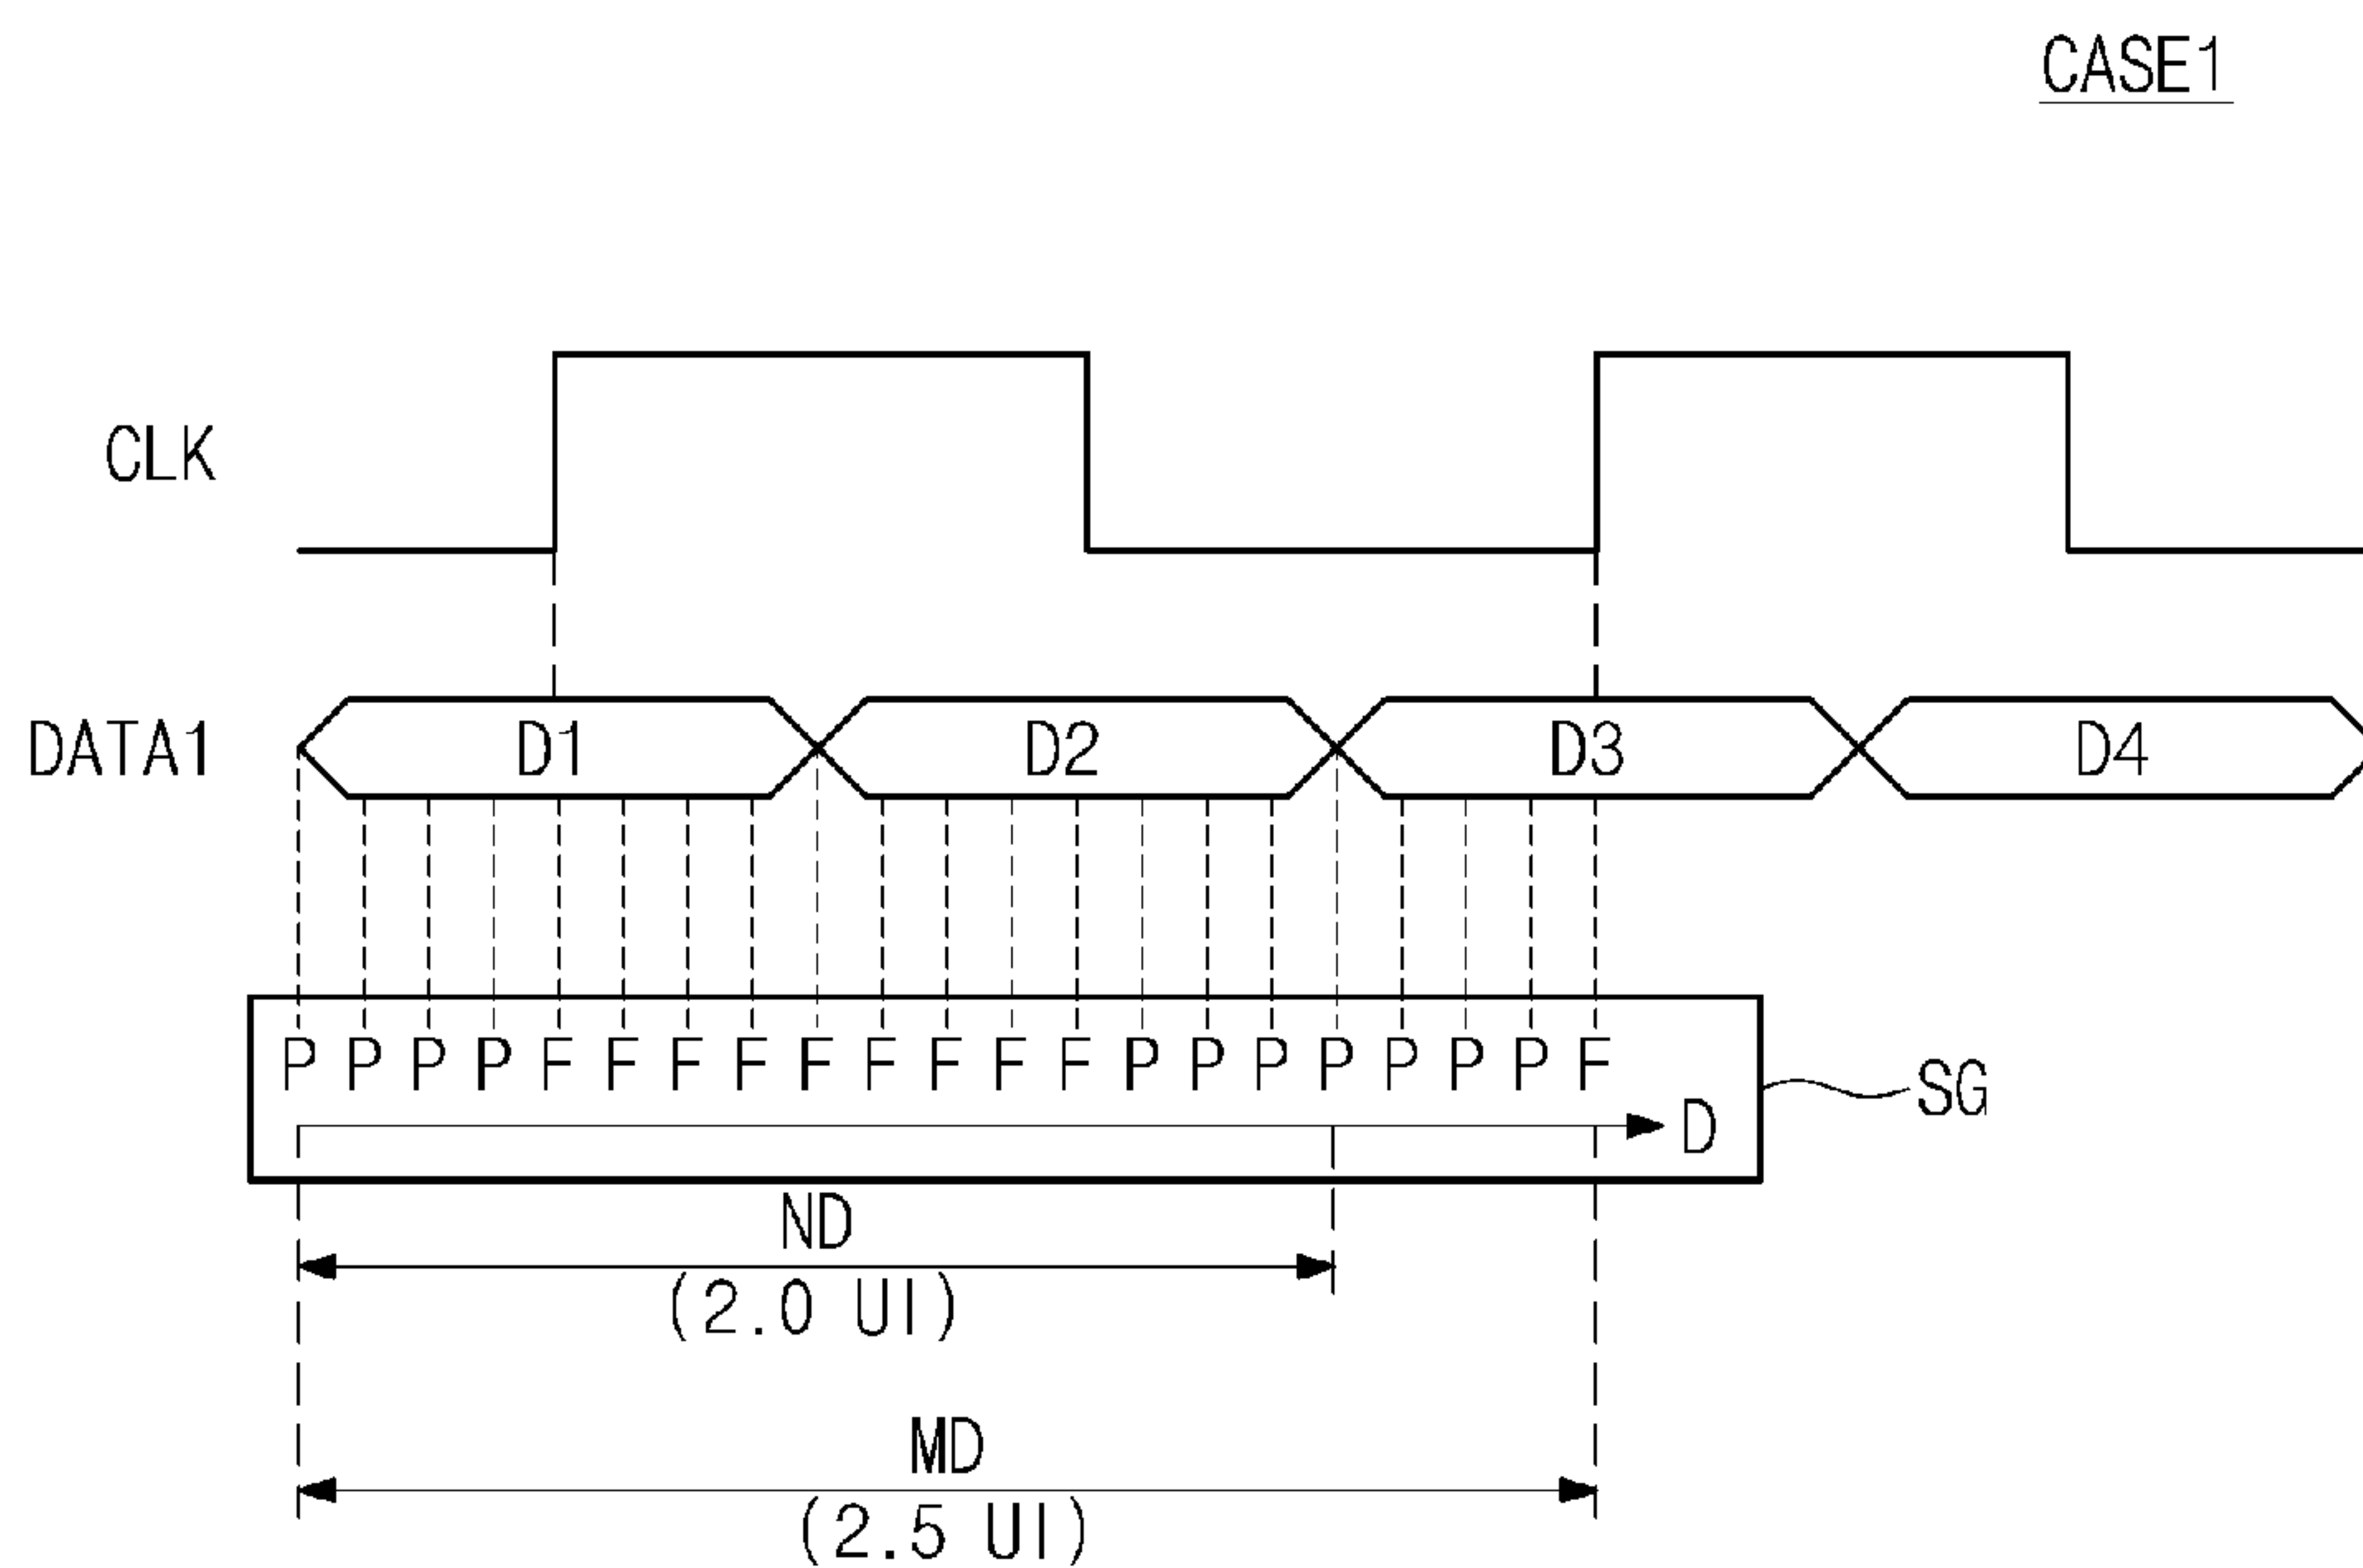 CASE1
CLK
DATA1 D1 D2 D3 D4
P P P P F F F F F F F F F P P P P P P P F
SG
D
ND
(2.0 UI)
MD
(2.5 UI)